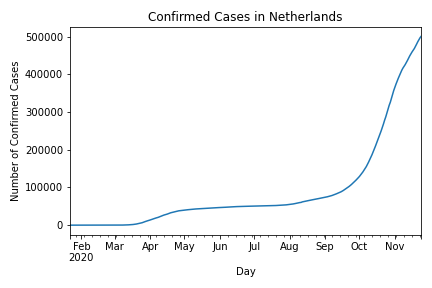 Confirmed Cases in Netherlands
Number of Confirmed Cases
500000
400000
300000
200000
100000
0
Feb Mar Apr May Jun Jul Aug Sep Oct Nov
2020
Day